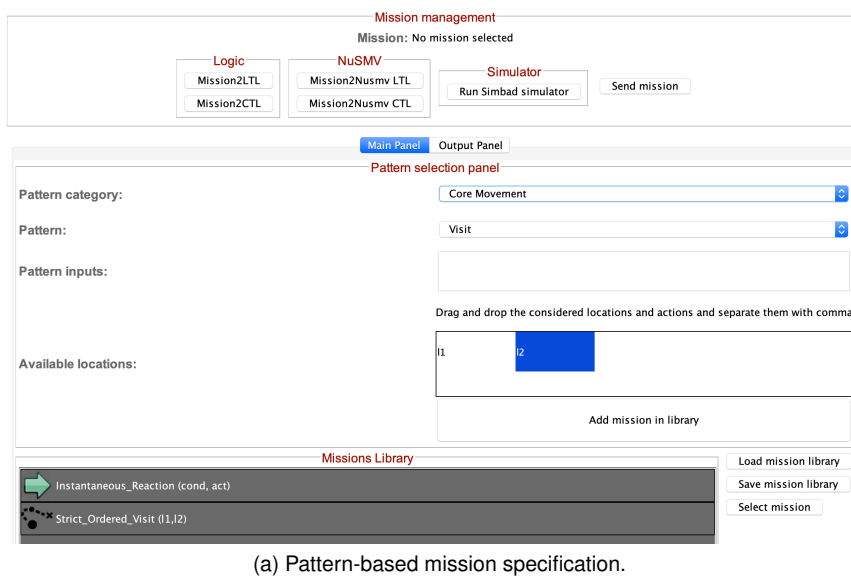 Mission management
Mission: No mission selected
Logic
NuSMV
Simulator
Mission2LTL
Mission2Nusmv LTL
Run Simbad simulator
Send mission
Mission2CTL
Mission2Nusmv CTL
Main Panel
Output Panel
Pattern selection panel
Pattern category:
Core Movement
Pattern:
Visit
Pattern inputs:
Drag and drop the considered locations and actions and separate them with comma
Available locations:
l1
l2
Add mission in library
Missions Library
Load mission library
Instantaneous_Reaction (cond, act)
Save mission library
Select mission
Strict_Ordered_Visit (l1,l2)
(a) Pattern-based mission specification.